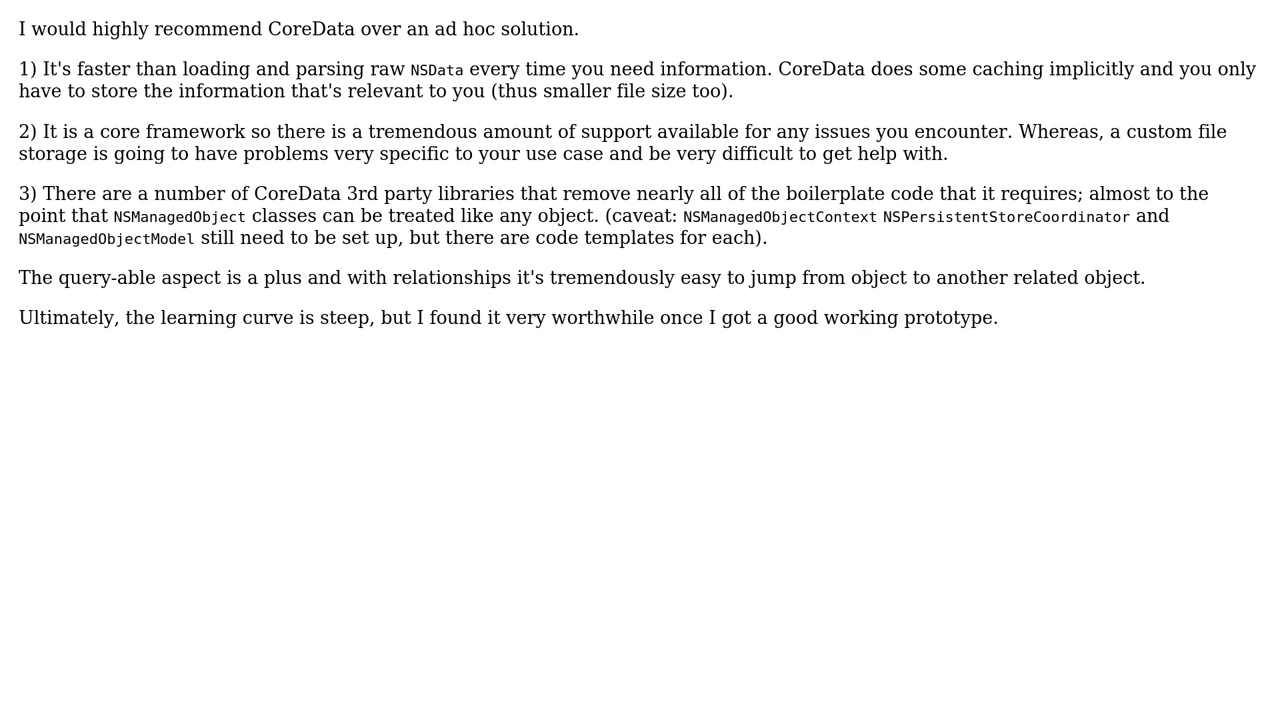 I would highly recommend CoreData over an ad hoc solution.
1) It's faster than loading and parsing raw NSData every time you need information. CoreData does some caching implicitly and you only
have to store the information that's relevant to you (thus smaller file size too).
2) It is a core framework so there is a tremendous amount of support available for any issues you encounter. Whereas, a custom file
storage is going to have problems very specific to your use case and be very difficult to get help with.
3) There are a number of CoreData 3rd party libraries that remove nearly all of the boilerplate code that it requires; almost to the
point that NSManagedObject classes can be treated like any object. (caveat: NSManagedObjectContext NSPersistentStoreCoordinator and
NSManagedObjectModel still need to be set up, but there are code templates for each).
The query-able aspect is a plus and with relationships it's tremendously easy to jump from object to another related object.
Ultimately, the learning curve is steep, but I found it very worthwhile once I got a good working prototype.